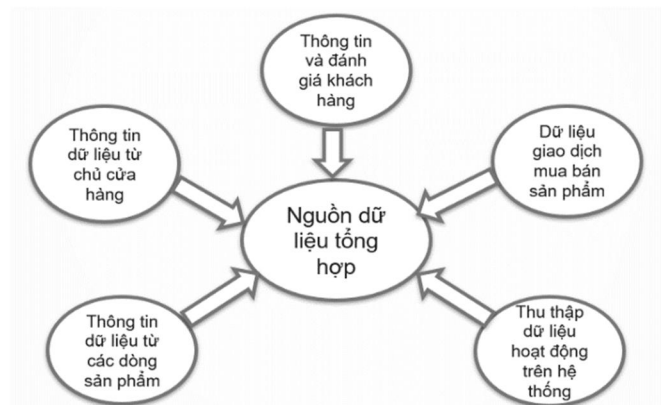 Thông tin
và đánh
giá khách
hàng
Thông tin
dữ liệu từ
chủ cửa
hàng
Dữ liệu
giao dịch
mua bán
sản phẩm
Nguồn dữ
liệu tổng
hợp
Thông tin
dữ liệu từ
các dòng
sản phẩm
Thu thập
dữ liệu
hoạt động
trên hệ
thống